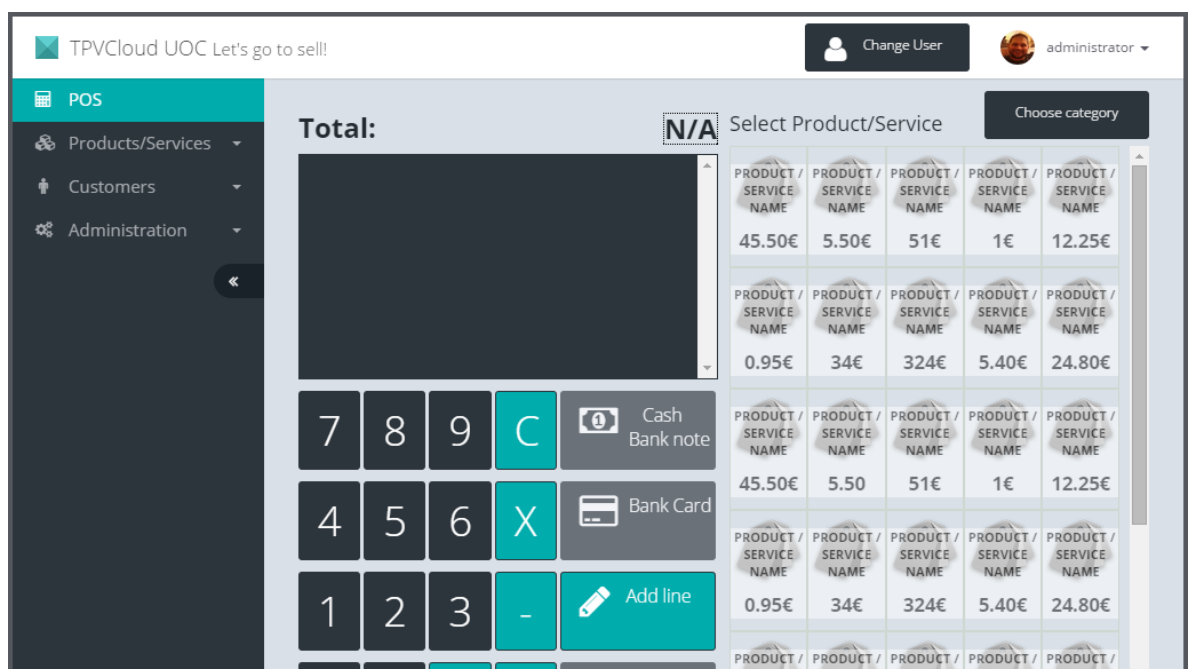 TPVCloud UOC Let's go to sell!
Change User
administrator
POS
Products/Services
Customers
Administration
Total:
N/A
7 8 9 C
Cash
Bank note
4 5 6 X
Bank Card
1 2 3 -
Add line
Select Product/Service
Choose category
PRODUCT / PRODUCT / PRODUCT / PRODUCT / PRODUCT /
SERVICE SERVICE SERVICE SERVICE SERVICE
NAME NAME NAME NAME NAME
45.50€ 5.50€ 51€ 1€ 12.25€
PRODUCT / PRODUCT / PRODUCT / PRODUCT / PRODUCT /
SERVICE SERVICE SERVICE SERVICE SERVICE
NAME NAME NAME NAME NAME
0.95€ 34€ 324€ 5.40€ 24.80€
PRODUCT / PRODUCT / PRODUCT / PRODUCT / PRODUCT /
SERVICE SERVICE SERVICE SERVICE SERVICE
NAME NAME NAME NAME NAME
45.50€ 5.50 51€ 1€ 12.25€
PRODUCT / PRODUCT / PRODUCT / PRODUCT / PRODUCT /
SERVICE SERVICE SERVICE SERVICE SERVICE
NAME NAME NAME NAME NAME
0.95€ 34€ 324€ 5.40€ 24.80€
PRODUCT / PRODUCT / PRODUCT / PRODUCT / PRODUCT /